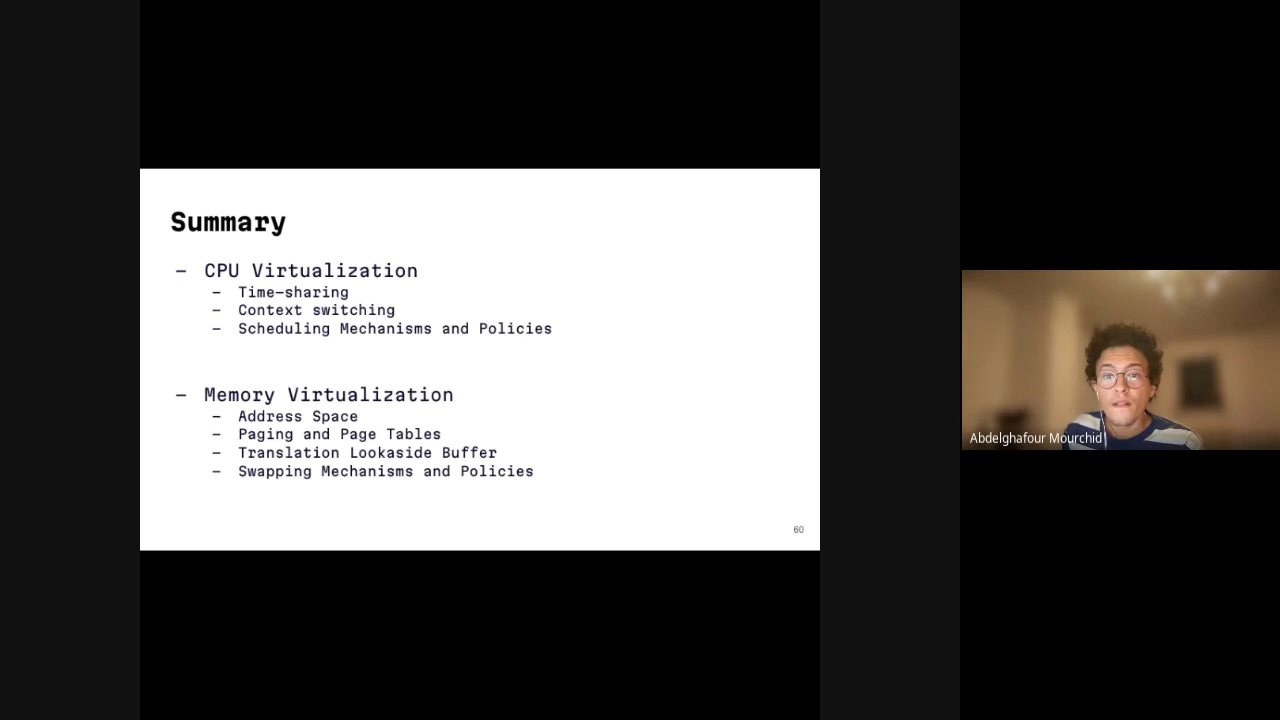 Summary
- CPU Virtualization
- Time-sharing
- Context switching
- Scheduling Mechanisms and Policies
- Memory Virtualization
- Address Space
- Paging and Page Tables
- Translation Lookaside Buffer
- Swapping Mechanisms and Policies
60
Abdelghafour Mourchid